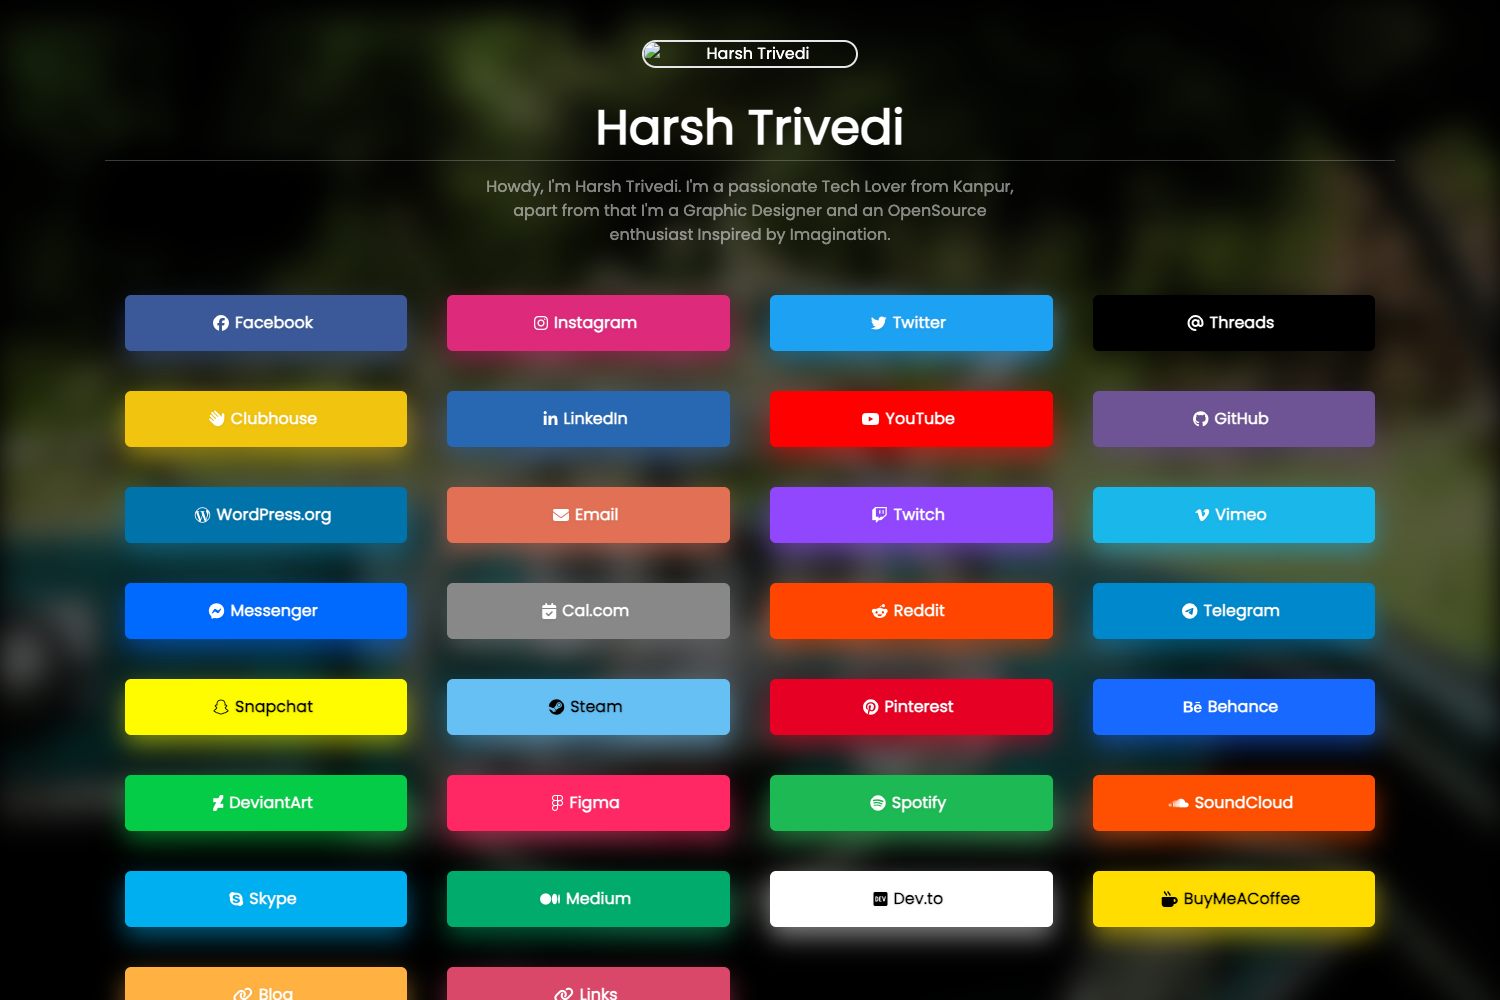 Harsh Trivedi
Harsh Trivedi
Howdy, I'm Harsh Trivedi. I'm a passionate Tech Lover from Kanpur,
apart from that I'm a Graphic Designer and an OpenSource
enthusiast Inspired by Imagination.
Facebook
Instagram
Twitter
Threads
Clubhouse
LinkedIn
YouTube
GitHub
WordPress.org
Email
Twitch
Vimeo
Messenger
Cal.com
Reddit
Telegram
Snapchat
Steam
Pinterest
Behance
DeviantArt
Figma
Spotify
SoundCloud
Skype
Medium
Dev.to
BuyMeACoffee
Blog
Links